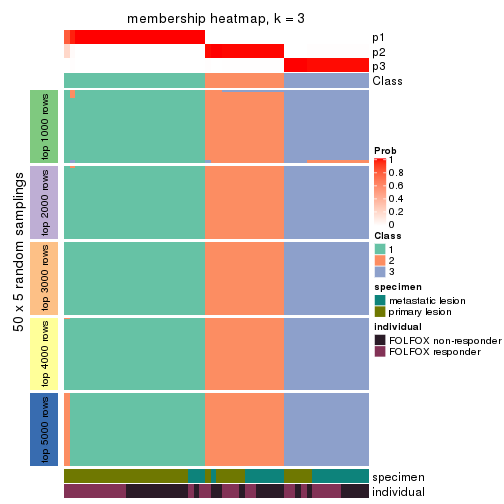 membership heatmap, k = 3
p1
p2
p3
Class
50 x 5 random samplings
top 1000 rows
top 2000 rows
top 3000 rows
top 4000 rows
top 5000 rows
Prob
1
0.8
0.6
0.4
0.2
0
Class
1
2
3
specimen
metastatic lesion
primary lesion
individual
FOLFOX non-responder
FOLFOX responder
specimen
individual